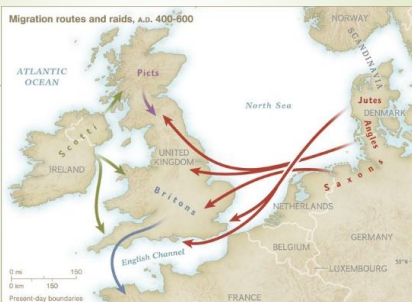 Migration routes and raids, A.D. 400-600
NORWAY
SCANDINAVIA
ATLANTIC
OCEAN
Picts
North Sea
Jutes
DENMARK
Angles
Scotti
IRELAND
UNITED
KINGDOM
Saxons
Britons
NETHERLANDS
GERMANY
BELGIUM
English Channel
LUXEMBOURG
0 mi 150
0 km 150
Present-day boundaries
FRANCE